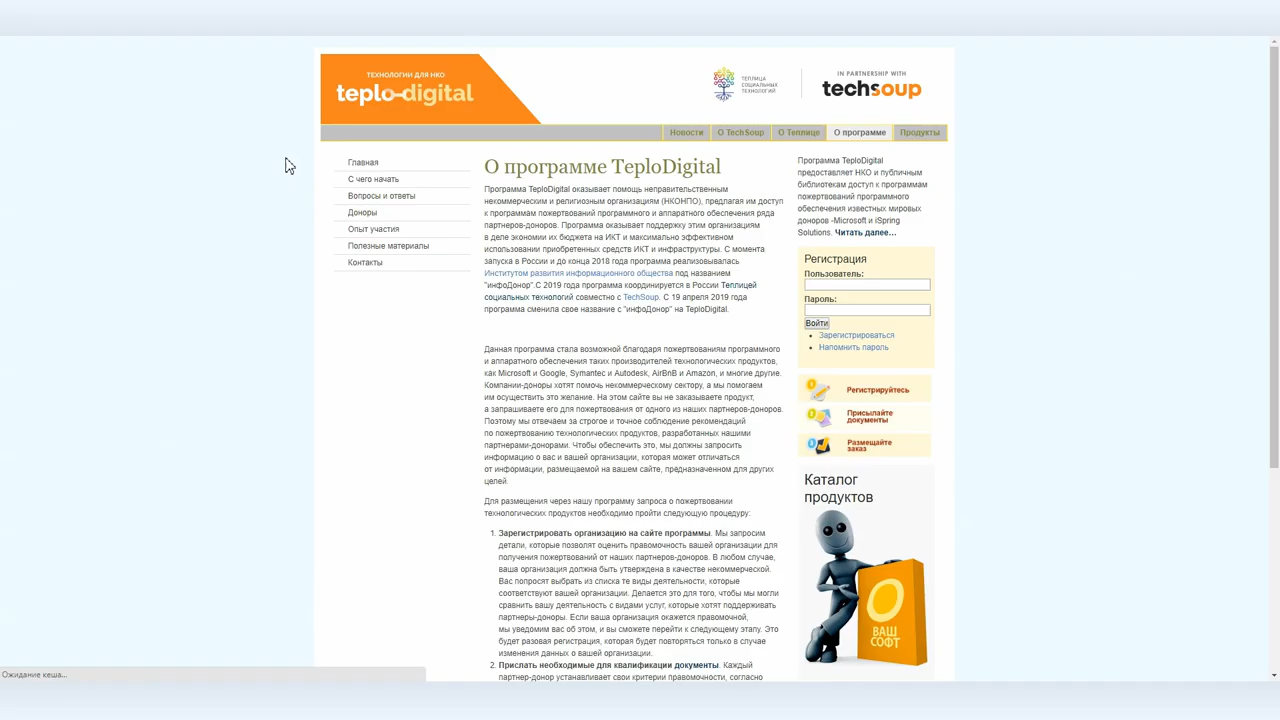 ТЕХНОЛОГИИ ДЛЯ НКО
teplo-digital
ТЕПЛИЦА
СОЦИАЛЬНЫХ
ТЕХНОЛОГИЙ
IN PARTNERSHIP WITH
techsoup
Новости
О TechSoup
О Теплице
О программе
Продукты
Главная
С чего начать
Вопросы и ответы
Доноры
Опыт участия
Полезные материалы
Контакты
О программе TeploDigital
Программа TeploDigital оказывает помощь неправительственным
некоммерческим и религиозным организациям (НКОНПО), предлагая им доступ
к программам пожертвований программного и аппаратного обеспечения ряда
партнеров-доноров. Программа оказывает поддержку этим организациям
в деле экономии их бюджета на ИКТ и максимально эффективном
использовании приобретенных средств ИКТ и инфраструктуры. С момента
запуска в России и до конца 2018 года программа реализовывалась
Институтом развития информационного общества под названием
"инфоДонор".С 2019 года программа координируется в России Теплицей
социальных технологий совместно с TechSoup. С 19 апреля 2019 года
программа сменила свое название с "инфоДонор" на TeploDigital.
Данная программа стала возможной благодаря пожертвованиям программного
и аппаратного обеспечения таких производителей технологических продуктов,
как Microsoft и Google, Symantec и Autodesk, AirBnB и Amazon, и многие другие.
Компании-доноры хотят помочь некоммерческому сектору, а мы помогаем
им осуществить это желание. На этом сайте вы не заказываете продукт,
а запрашиваете его для пожертвования от одного из наших партнеров-доноров.
Поэтому мы отвечаем за строгое и точное соблюдение рекомендаций
по пожертвованию технологических продуктов, разработанных нашими
партнерами-донорами. Чтобы обеспечить это, мы должны запросить
информацию о вас и вашей организации, которая может отличаться
от информации, размещаемой на вашем сайте, предназначенном для других
целей.
Для размещения через нашу программу запроса о пожертвовании
технологических продуктов необходимо пройти следующую процедуру:
1. Зарегистрировать организацию на сайте программы. Мы запросим
детали, которые позволят оценить правомочность вашей организации для
получения пожертвований от наших партнеров-доноров. В любом случае,
ваша организация должна быть утверждена в качестве некоммерческой.
Вас попросят выбрать из списка те виды деятельности, которые
соответствуют вашей организации. Делается это для того, чтобы мы могли
сравнить вашу деятельность с видами услуг, которые хотят поддерживать
партнеры-доноры. Если ваша организация окажется правомочной,
мы уведомим вас об этом, и вы сможете перейти к следующему этапу. Это
будет разовая регистрация, которая будет повторяться только в случае
изменения данных о вашей организации.
2. Прислать необходимые для квалификации документы. Каждый
партнер-донор устанавливает свои критерии правомочности, согласно
Программа TeploDigital
предоставляет НКО и публичным
библиотекам доступ к программам
пожертвований программного
обеспечения известных мировых
доноров -Microsoft и iSpring
Solutions. Читать далее...
Регистрация
Пользователь:
Пароль:
Войти
Зарегистрироваться
Напомнить пароль
Регистрируйтесь
Присылайте
документы
Размещайте
заказ
Каталог
продуктов
ВАШ
СОФТ
Ожидание кеша...